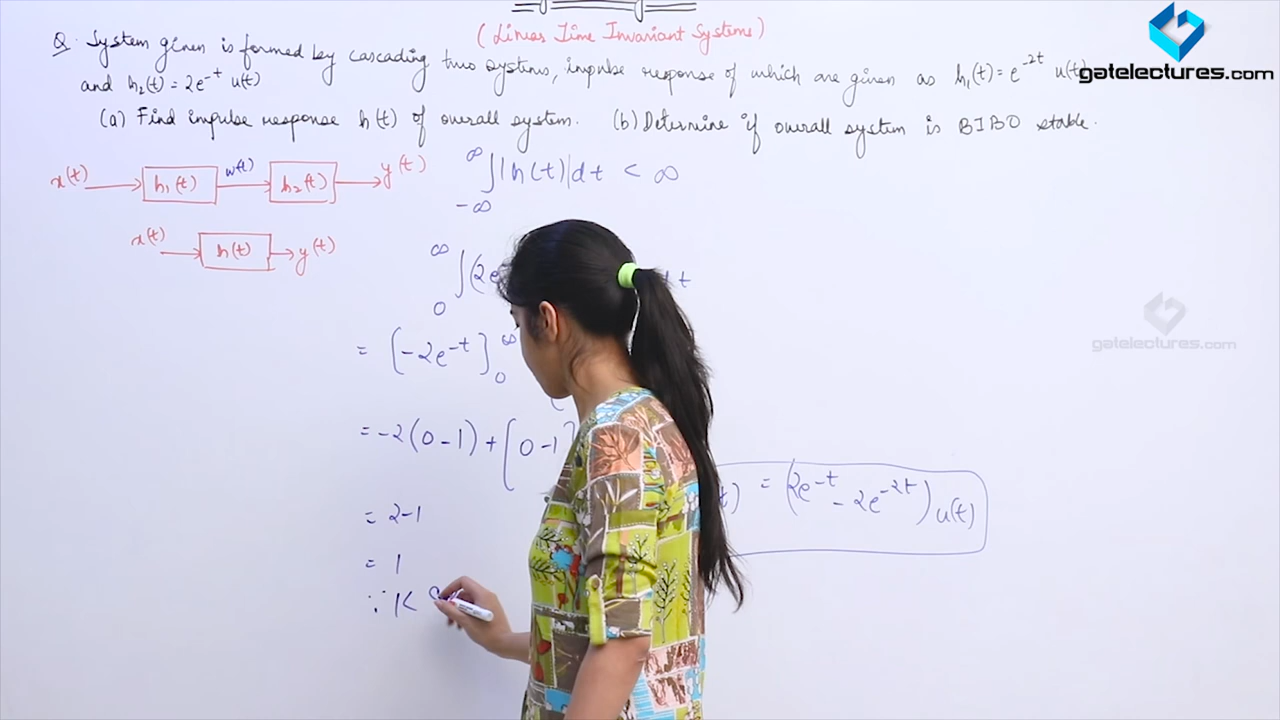 (Linear Time Invariant Systems)
Q. System given is formed by cascading two systems, impulse response of which are given as h₁(t) = e^{-2t} u(t)
and h₂(t) = 2e^{-t} u(t)
(a) Find impulse response h(t) of overall system. (b) Determine if overall system is BIBO stable.
gatelectures.com
x(t) h₁(t) w(t) h₂(t) y(t)
x(t) h(t) y(t)
∞ ∫ |h(t)| dt < ∞
-∞
∞ ∫ (2e t
0
= [-2e^{-t}]₀^∞
= -2(0-1) + [0-1
= 2-1
= 1
∵ 1<
t) = (2e^{-t} - 2e^{-2t}) u(t)
gatelectures.com